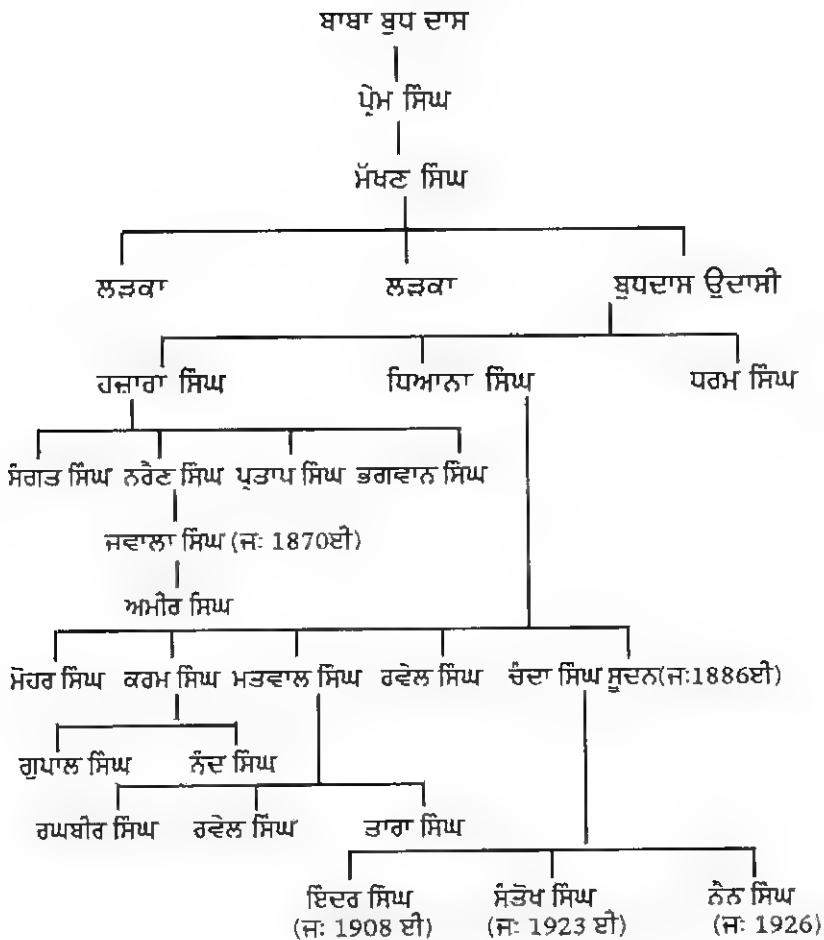 ਬਾਬਾ ਬੁਧ ਦਾਸ
ਪ੍ਰੇਮ ਸਿੰਘ
ਮੱਖਣ ਸਿੰਘ
ਲੜਕਾ ਲੜਕਾ ਬੁਧਦਾਸ ਉਦਾਸੀ
ਹਜ਼ਾਰਾ ਸਿੰਘ ਧਿਆਨਾ ਸਿੰਘ ਧਰਮ ਸਿੰਘ
ਸੰਗਤ ਸਿੰਘ ਨਰੈਣ ਸਿੰਘ ਪ੍ਰਤਾਪ ਸਿੰਘ ਭਗਵਾਨ ਸਿੰਘ
ਜਵਾਲਾ ਸਿੰਘ (ਜਃ 1870ਈ)
ਅਮੀਰ ਸਿੰਘ
ਮੋਹਰ ਸਿੰਘ ਕਰਮ ਸਿੰਘ ਮਤਵਾਲ ਸਿੰਘ ਰਵੇਲ ਸਿੰਘ ਚੰਦਾ ਸਿੰਘ ਸੂਦਨ(ਜਃ1886ਈ)
ਗੁਪਾਲ ਸਿੰਘ ਨੰਦ ਸਿੰਘ
ਰਘਬੀਰ ਸਿੰਘ ਰਵੇਲ ਸਿੰਘ ਤਾਰਾ ਸਿੰਘ
ਇੰਦਰ ਸਿੰਘ ਸੰਤੋਖ ਸਿੰਘ ਨੈਨ ਸਿੰਘ
(ਜਃ 1908 ਈ) (ਜਃ 1923 ਈ) (ਜਃ 1926)